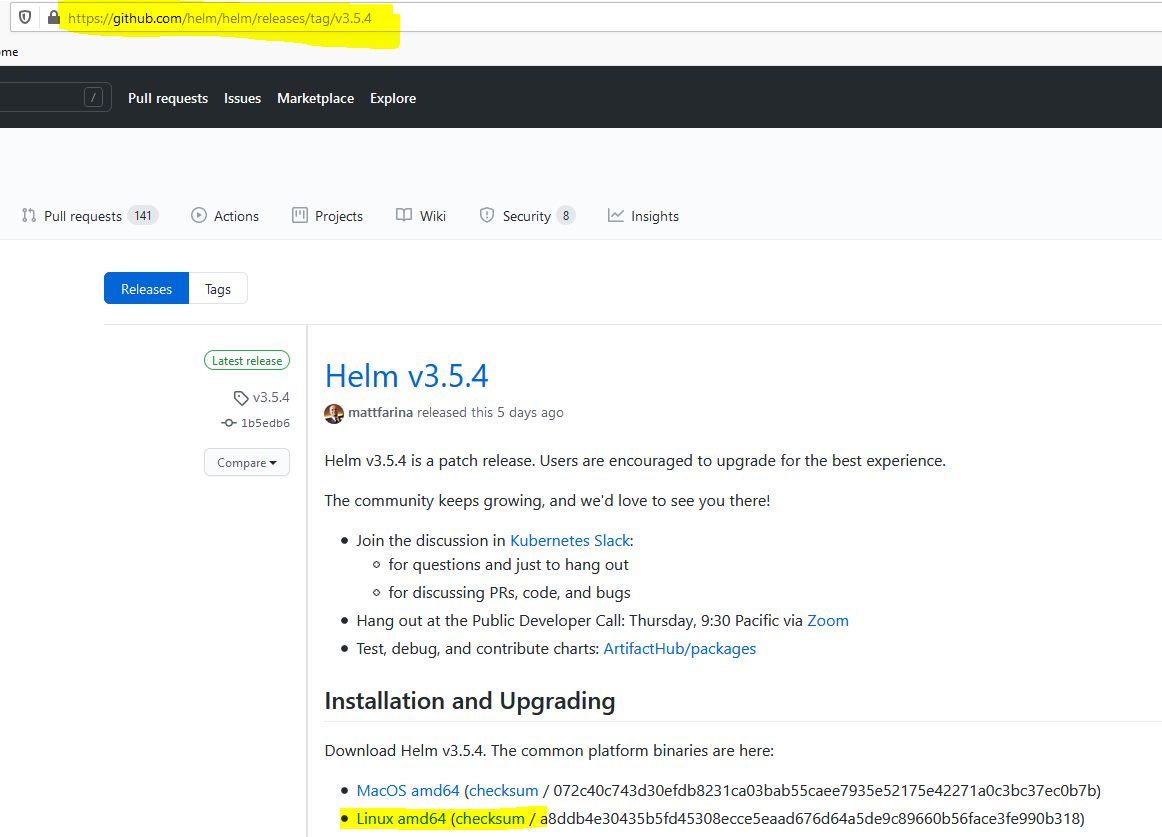 https://github.com/helm/helm/releases/tag/v3.5.4
ome
/ Pull requests Issues Marketplace Explore
Pull requests 141 Actions Projects Wiki Security 8 Insights
Releases Tags
Latest release
v3.5.4
1b5edb6
Compare
Helm v3.5.4
mattfarina released this 5 days ago
Helm v3.5.4 is a patch release. Users are encouraged to upgrade for the best experience.
The community keeps growing, and we'd love to see you there!
• Join the discussion in Kubernetes Slack:
◦ for questions and just to hang out
◦ for discussing PRs, code, and bugs
• Hang out at the Public Developer Call: Thursday, 9:30 Pacific via Zoom
• Test, debug, and contribute charts: ArtifactHub/packages
Installation and Upgrading
Download Helm v3.5.4. The common platform binaries are here:
• MacOS amd64 (checksum / 072c40c743d30efdb8231ca03bab55caee7935e52175e42271a0c3bc37ec0b7b)
• Linux amd64 (checksum / a8ddb4e30435b5fd45308ecce5eaad676d64a5de9c89660b56face3fe990b318)